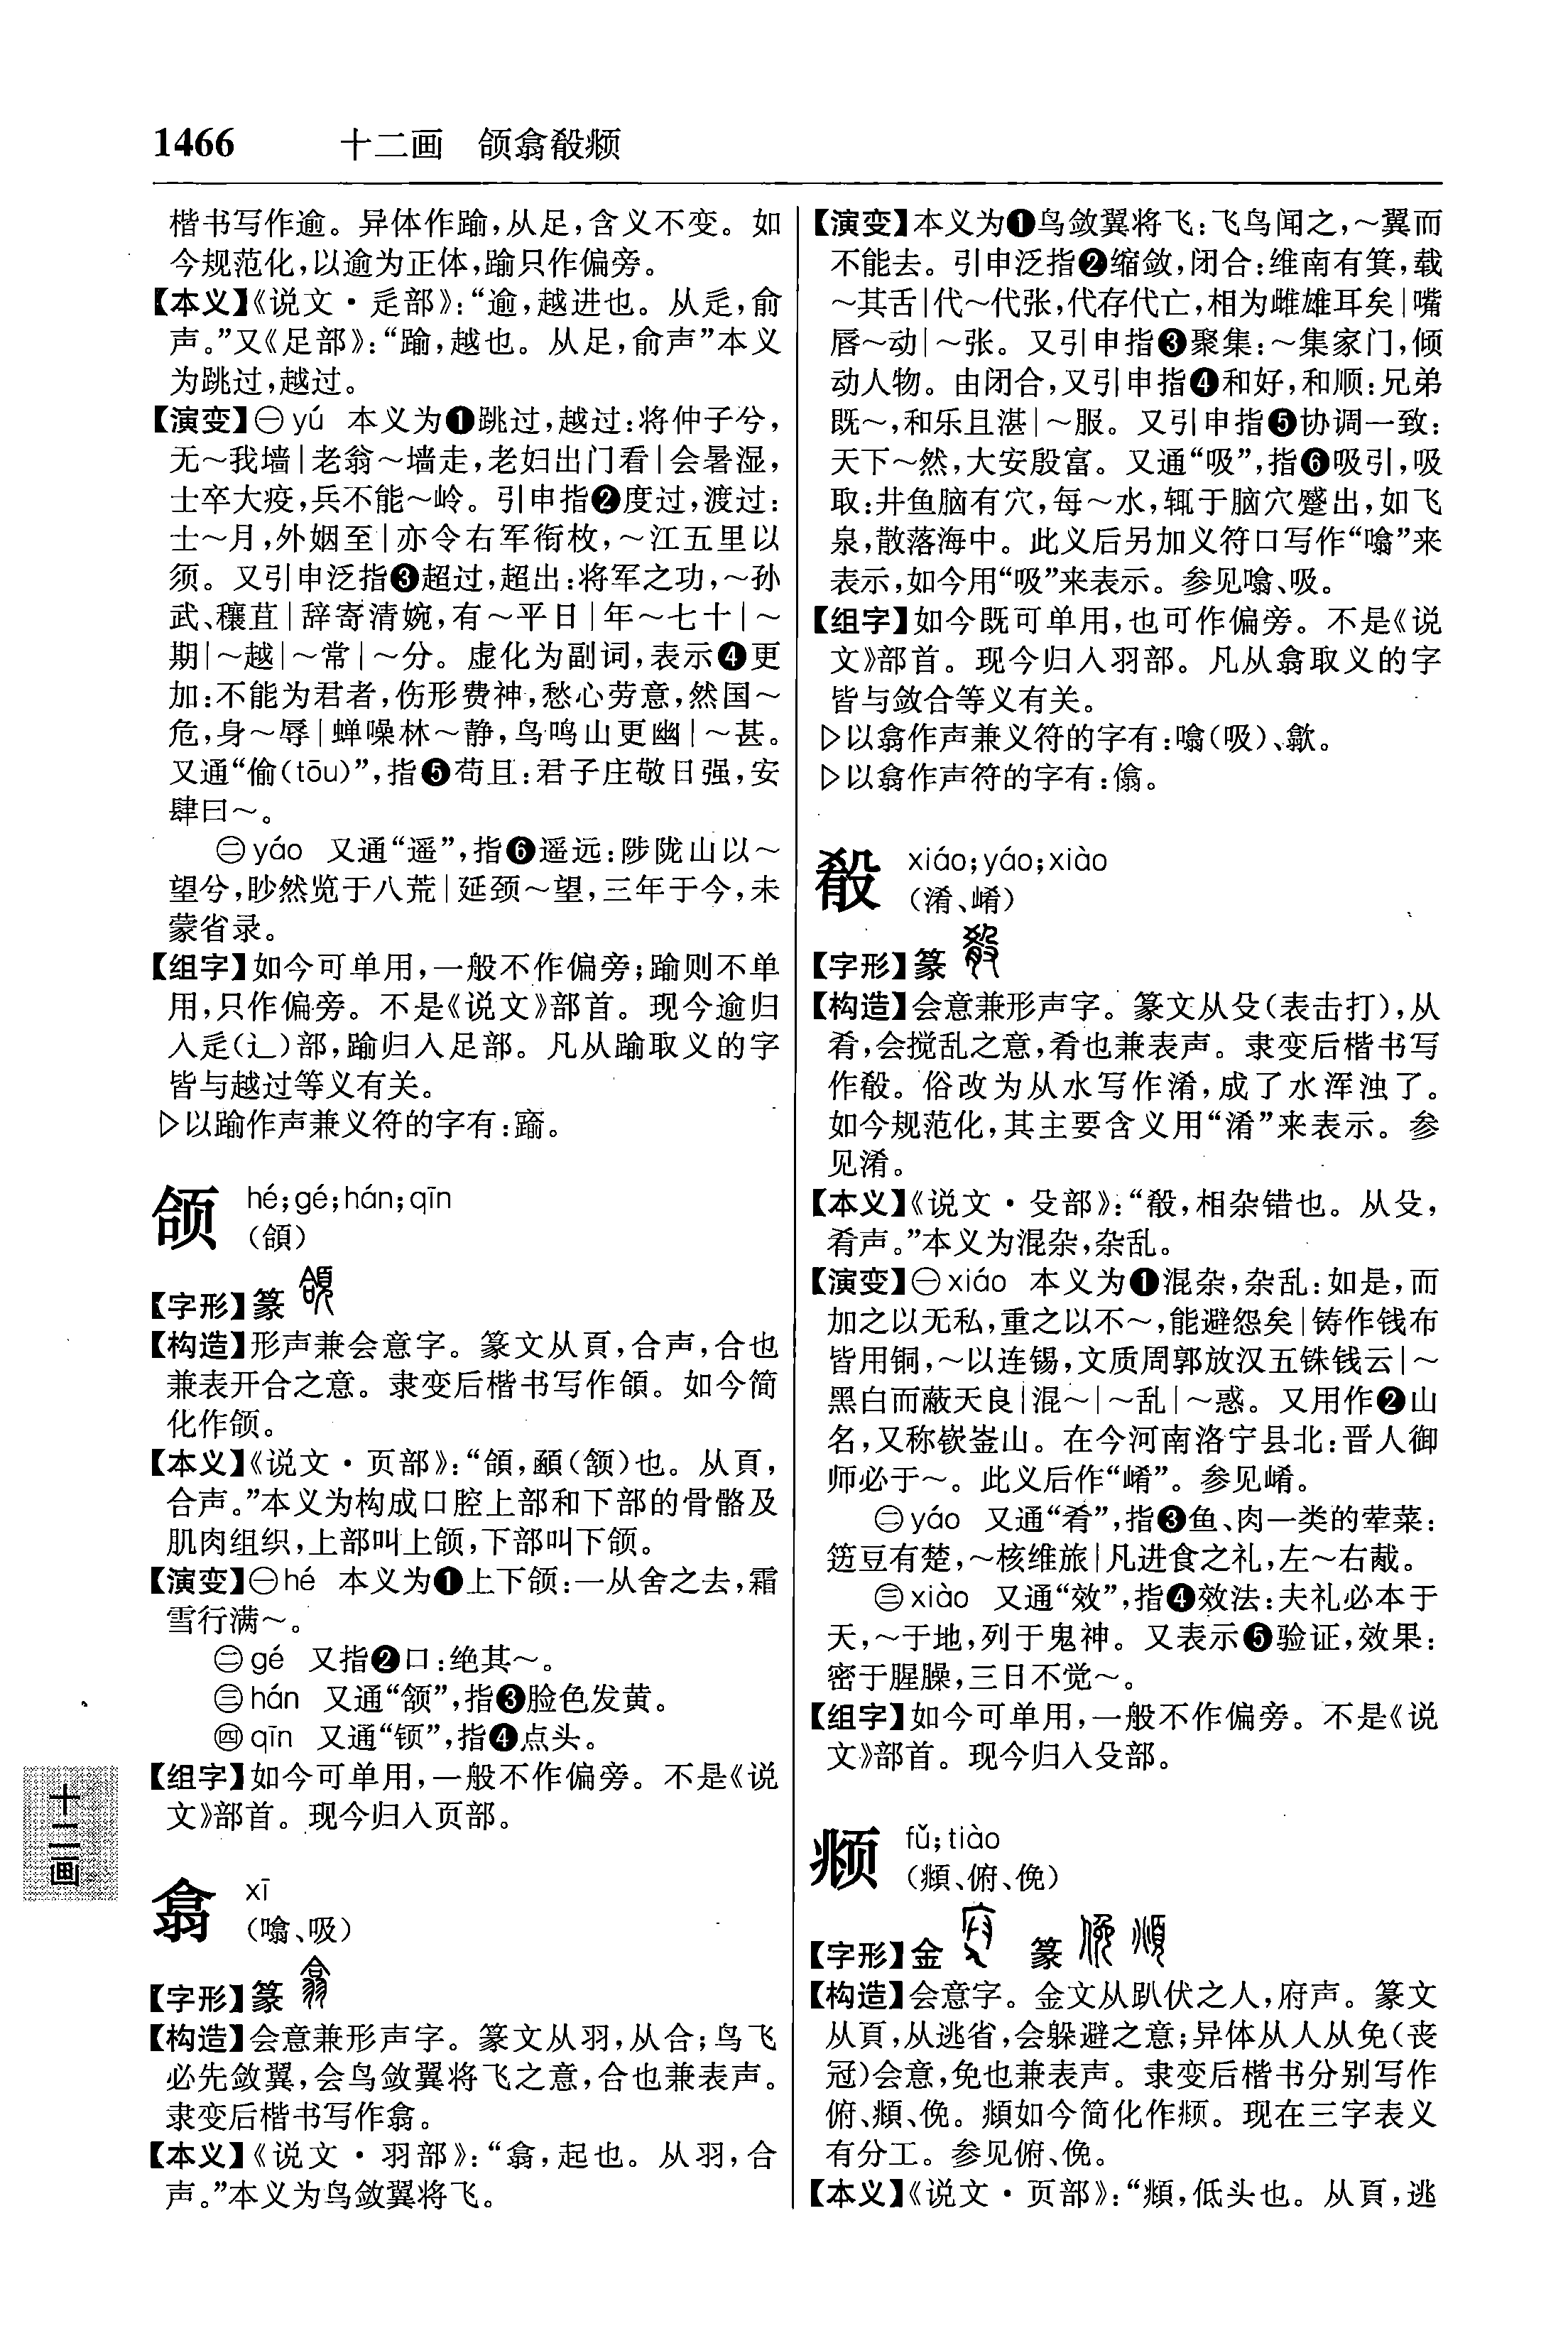 1466 十二画 颌翕殽𫖯
楷书写作逾。异体作踰,从足,含义不变。如
今规范化,以逾为正体,踰只作偏旁。
【本义】《说文·辵部》:“逾,越进也。从辵,俞
声。”又《足部》:“踰,越也。从足,俞声”本义
为跳过,越过。
【演变】㊀yú 本义为❶跳过,越过:将仲子兮,
无～我墙|老翁～墙走,老妇出门看|会暑湿,
士卒大疫,兵不能～岭。引申指❷度过,渡过:
士～月,外姻至|亦令右军衔枚,～江五里以
须。又引申泛指❸超过,超出:将军之功,～孙
武、穰苴|辞寄清婉,有～平日|年～七十|～
期|～越|～常|～分。虚化为副词,表示❹更
加:不能为君者,伤形费神,愁心劳意,然国～
危,身～辱|蝉噪林～静,鸟鸣山更幽|～甚。
又通“偷(tōu)”,指❺苟且:君子庄敬日强,安
肆曰～。
㊁yáo 又通“遥”,指❻遥远:陟陇山以～
望兮,眇然览于八荒|延颈～望,三年于今,未
蒙省录。
【组字】如今可单用,一般不作偏旁;踰则不单
用,只作偏旁。不是《说文》部首。现今逾归
入辵(辶)部,踰归入足部。凡从踰取义的字
皆与越过等义有关。
▷以踰作声兼义符的字有:。
颌 hé;gé;hán;qīn
(頜)
【字形】篆
【构造】形声兼会意字。篆文从頁,合声,合也
兼表开合之意。隶变后楷书写作頜。如今简
化作颌。
【本义】《说文·页部》:“頜,顄(颔)也。从頁,
合声。”本义为构成口腔上部和下部的骨骼及
肌肉组织,上部叫上颌,下部叫下颌。
【演变】㊀hé 本义为❶上下颌:一从舍之去,霜
雪行满～。
㊁gé 又指❷口:绝其～。
㊂hán 又通“颔”,指❸脸色发黄。
㊃qīn 又通“顉”,指❹点头。
【组字】如今可单用,一般不作偏旁。不是《说
文》部首。现今归入页部。
翕 xī
(噏、吸)
【字形】篆
【构造】会意兼形声字。篆文从羽,从合;鸟飞
必先敛翼,会鸟敛翼将飞之意,合也兼表声。
隶变后楷书写作翕。
【本义】《说文·羽部》:“翕,起也。从羽,合
声。”本义为鸟敛翼将飞。
十二画
【演变】本义为❶鸟敛翼将飞:飞鸟闻之,～翼而
不能去。引申泛指❷缩敛,闭合:维南有箕,载
～其舌|代～代张,代存代亡,相为雌雄耳矣|嘴
唇～动|～张。又引申指❸聚集:～集家门,倾
动人物。由闭合,又引申指❹和好,和顺:兄弟
既～,和乐且湛|～服。又引申指❺协调一致:
天下～然,大安殷富。又通“吸”,指❻吸引,吸
取:井鱼脑有穴,每～水,辄于脑穴蹙出,如飞
泉,散落海中。此义后另加义符口写作“噏”来
表示,如今用“吸”来表示。参见噏、吸。
【组字】如今既可单用,也可作偏旁。不是《说
文》部首。现今归入羽部。凡从翕取义的字
皆与敛合等义有关。
▷以翕作声兼义符的字有:噏(吸)、歙。
▷以翕作声符的字有:傓。
殽 xiáo;yáo;xiào
(淆、崤)
【字形】篆
【构造】会意兼形声字。篆文从殳(表击打),从
肴,会搅乱之意,肴也兼表声。隶变后楷书写
作殽。俗改为从水写作淆,成了水浑浊了。
如今规范化,其主要含义用“淆”来表示。参
见淆。
【本义】《说文·殳部》:“殽,相杂错也。从殳,
肴声。”本义为混杂,杂乱。
【演变】㊀xiáo 本义为❶混杂,杂乱:如是,而
加之以无私,重之以不～,能避怨矣|铸作钱布
皆用铜,～以连锡,文质周郭放汉五铢钱云|～
黑白而蔽天良|混～|～乱|～惑。又用作❷山
名,又称嵚崟山。在今河南洛宁县北:晋人御
师必于～。此义后作“崤”。参见崤。
㊁yáo 又通“肴”,指❸鱼、肉一类的荤菜:
笾豆有楚,～核维旅|凡进食之礼,左～右胾。
㊂xiào 又通“效”,指❹效法:夫礼必本于
天,～于地,列于鬼神。又表示❺验证,效果:
密于腥臊,三日不觉～。
【组字】如今可单用,一般不作偏旁。不是《说
文》部首。现今归入殳部。
𫖯 fǔ;tiào
(頫、俯、俛)
【字形】金 篆
【构造】会意字。金文从趴伏之人,府声。篆文
从頁,从逃省,会躲避之意;异体从人从免(丧
冠)会意,免也兼表声。隶变后楷书分别写作
俯、頫、俛。頫如今简化作𫖯。现在三字表义
有分工。参见俯、俛。
【本义】《说文·页部》:“頫,低头也。从頁,逃